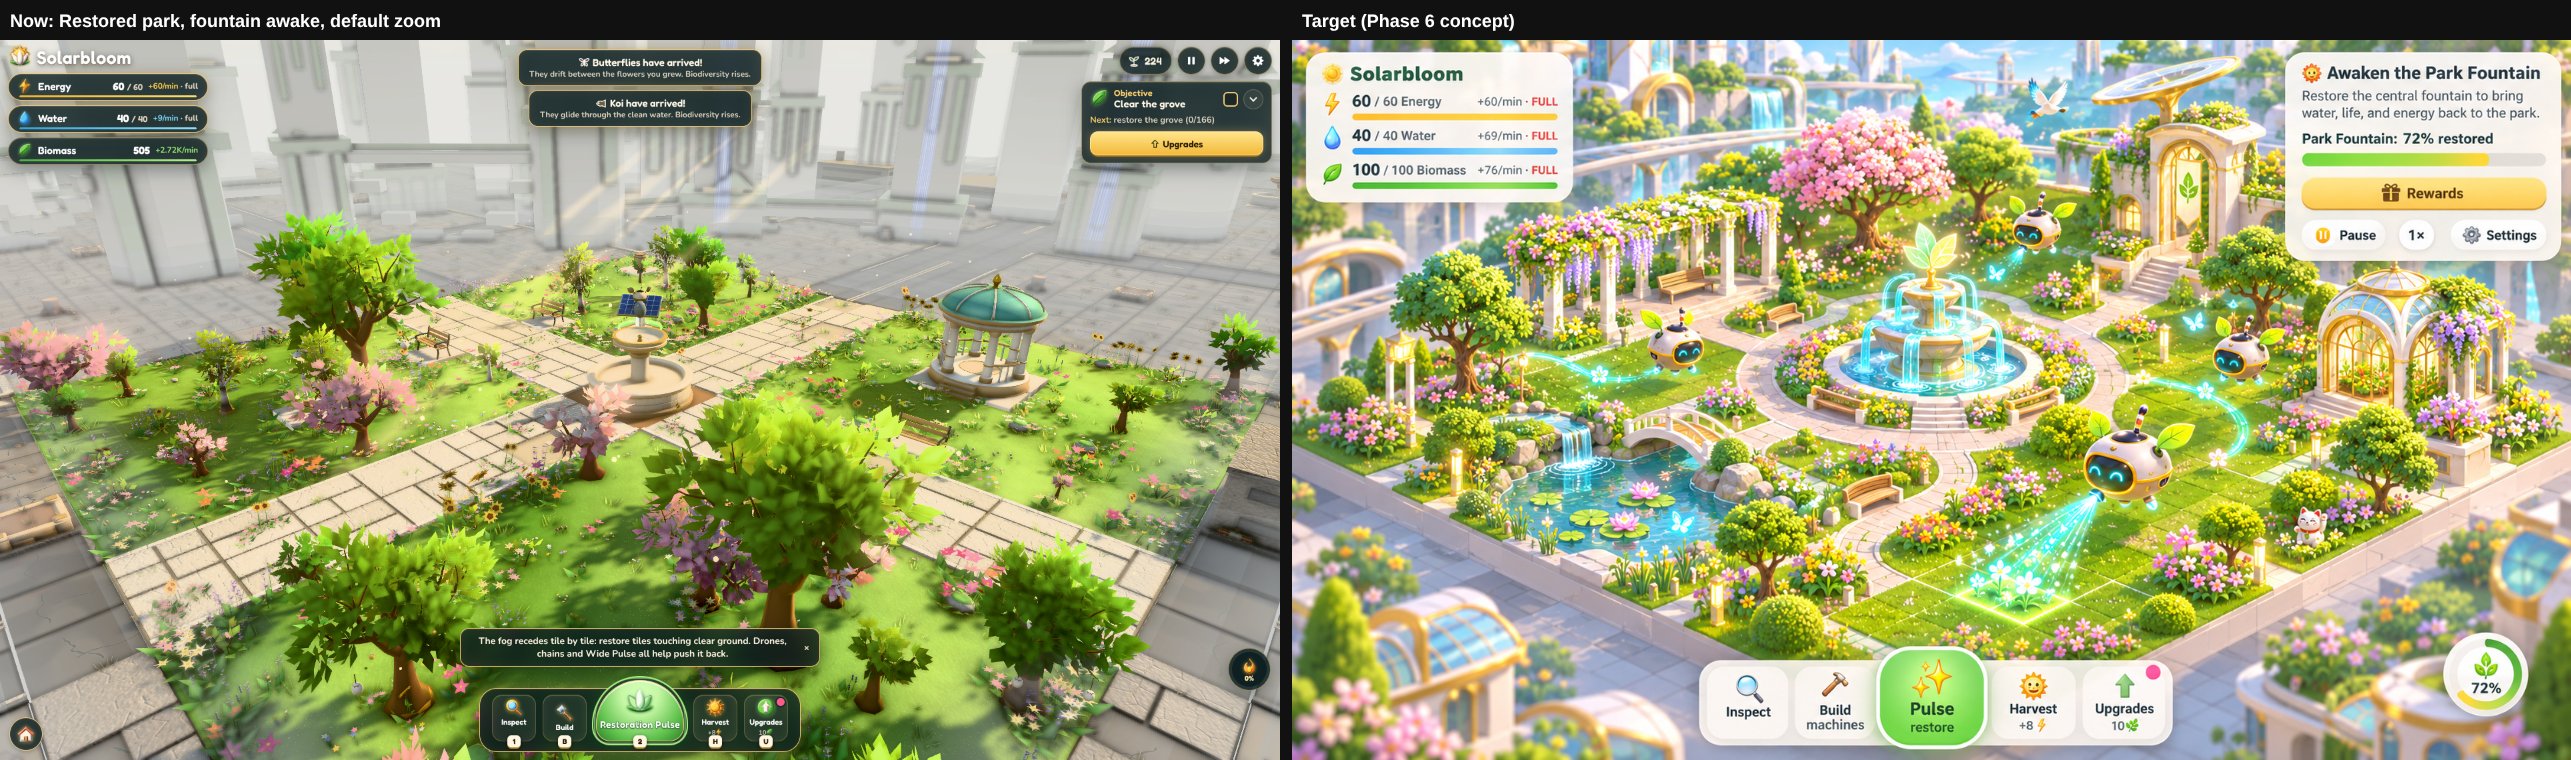 Now: Restored park, fountain awake, default zoom
Solarbloom
Energy 60 / 60 +60/min · full
Water 40 / 40 +9/min · full
Biomass 505 +2.72K/min
Butterflies have arrived!
They drift between the flowers you grew. Biodiversity rises.
Koi have arrived!
They glide through the clean water. Biodiversity rises.
224
Objective
Clear the grove
Next: restore the grove (0/166)
Upgrades
The fog recedes tile by tile: restore tiles touching clear ground. Drones,
chains and Wide Pulse all help push it back.
×
0%
Inspect
1
Build
B
Restoration Pulse
2
Harvest
+8
H
Upgrades
10
U
Target (Phase 6 concept)
Solarbloom
60 / 60 Energy +60/min · FULL
40 / 40 Water +69/min · FULL
100 / 100 Biomass +76/min · FULL
Awaken the Park Fountain
Restore the central fountain to bring
water, life, and energy back to the park.
Park Fountain: 72% restored
Rewards
Pause
1×
Settings
Inspect
Build
machines
Pulse
restore
Harvest
+8
Upgrades
10
72%